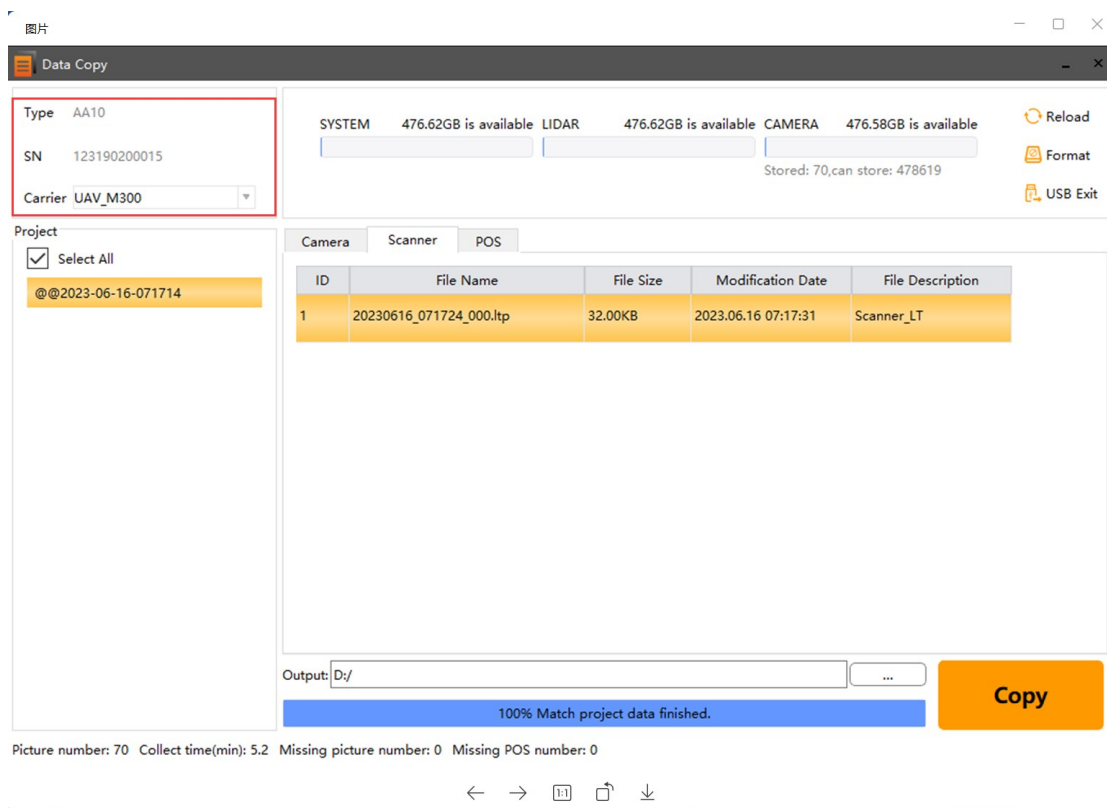 图片
Data Copy
Type AA10
SN 123190200015
Carrier UAV_M300
SYSTEM 476.62GB is available LIDAR 476.62GB is available CAMERA 476.58GB is available
Stored: 70,can store: 478619
Reload
Format
USB Exit
Project
Select All
@@2023-06-16-071714
Camera Scanner POS
ID File Name File Size Modification Date File Description
1 20230616_071724_000.ltp 32.00KB 2023.06.16 07:17:31 Scanner_LT
Output: D:/ ...
Copy
100% Match project data finished.
Picture number: 70 Collect time(min): 5.2 Missing picture number: 0 Missing POS number: 0
1:1